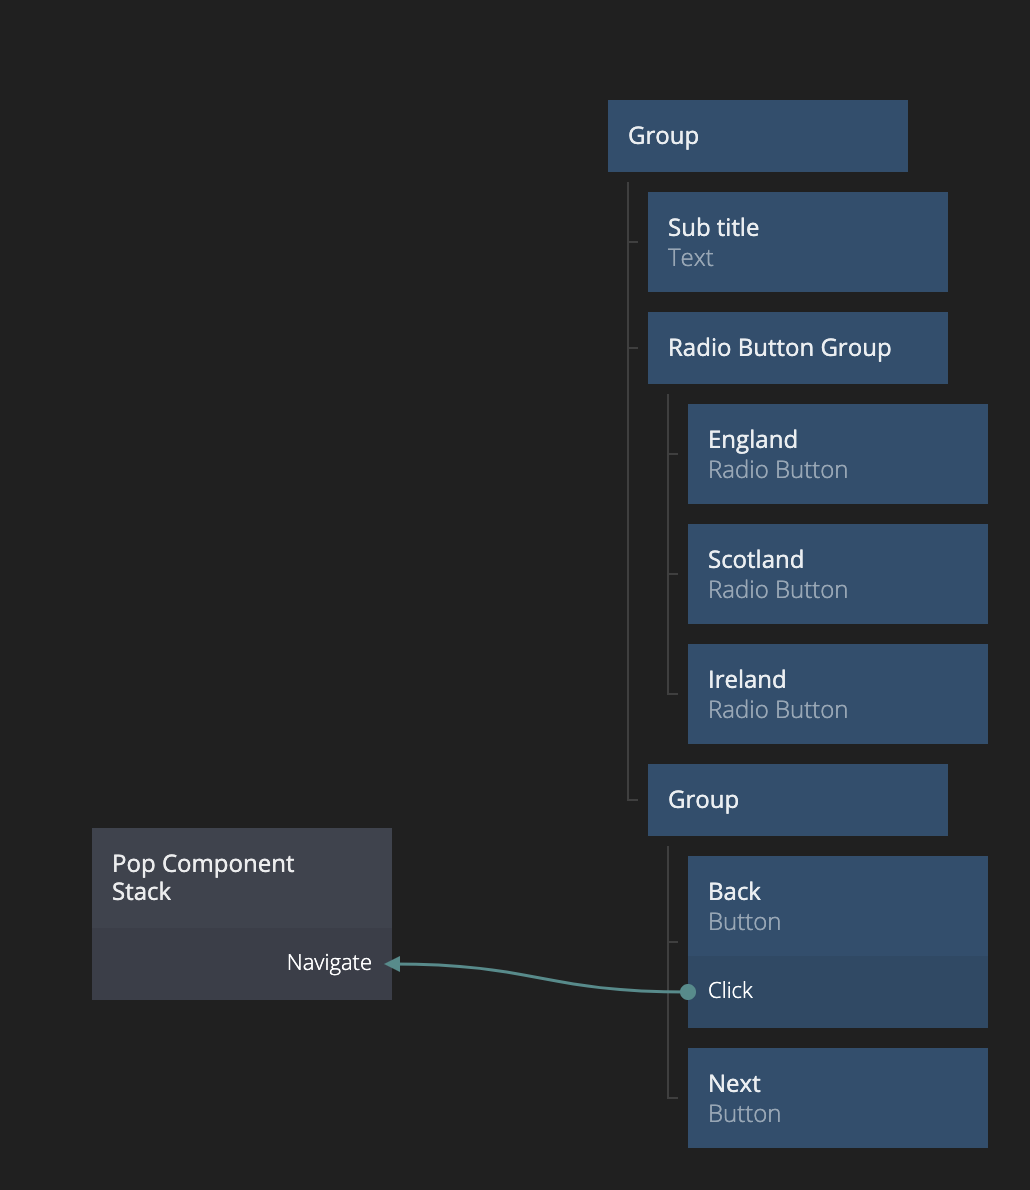 Group
Sub title
Text
Radio Button Group
England
Radio Button
Scotland
Radio Button
Ireland
Radio Button
Group
Pop Component
Stack
Navigate
Back
Button
Click
Next
Button